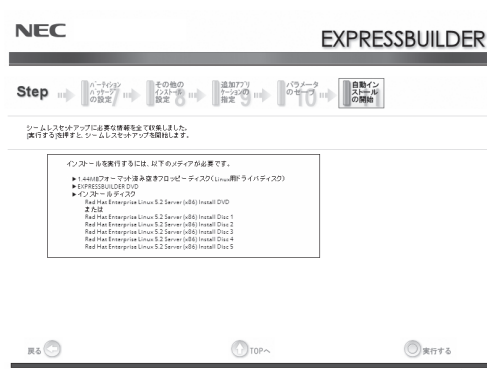 NEC
EXPRESSBUILDER
Step
パーティション
パッケージ
の設定
7
その他の
インストール
設定
8
追加アプリ
ケーションの
指定
9
パラメータ
のセーブ
10
自動イン
ストール
の開始
11
シームレスセットアップに必要な情報を全て収集しました。
[実行する]を押すと、シームレスセットアップを開始します。
インストールを実行するには、以下のメディアが必要です。
▶1.44MBフォーマット済み空きフロッピーディスク(Linux用ドライバディスク)
▶EXPRESSBUILDER DVD
▶インストールディスク
Red Hat Enterprise Linux 5.2 Server (x86) Install DVD
または
Red Hat Enterprise Linux 5.2 Server (x86) Install Disc 1
Red Hat Enterprise Linux 5.2 Server (x86) Install Disc 2
Red Hat Enterprise Linux 5.2 Server (x86) Install Disc 3
Red Hat Enterprise Linux 5.2 Server (x86) Install Disc 4
Red Hat Enterprise Linux 5.2 Server (x86) Install Disc 5
戻る
TOPへ
実行する